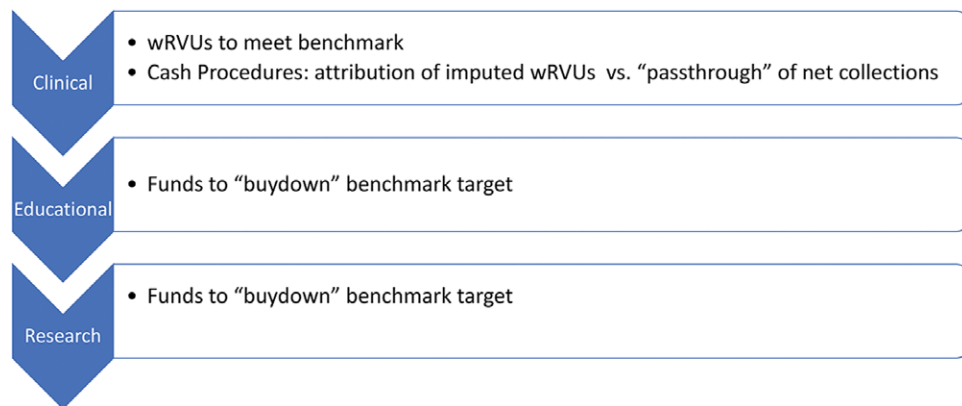 Clinical
• wRVUs to meet benchmark
• Cash Procedures: attribution of imputed wRVUs vs. “passthrough” of net collections
Educational
• Funds to “buydown” benchmark target
Research
• Funds to “buydown” benchmark target